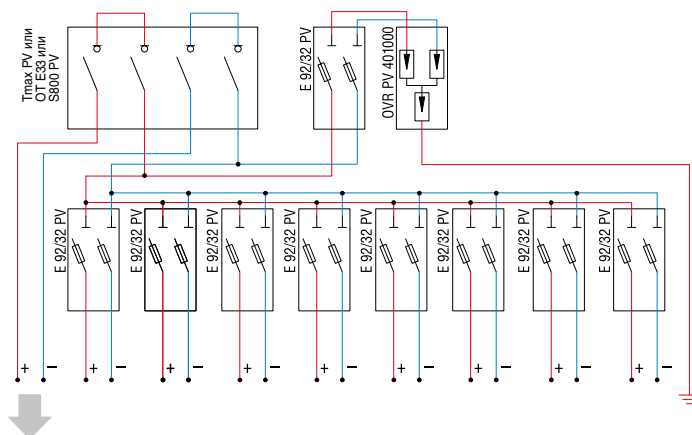 Tmax PV или
OT E33 или
S800 PV
E 92/32 PV
OVR PV 401000
E 92/32 PV
E 92/32 PV
E 92/32 PV
E 92/32 PV
E 92/32 PV
E 92/32 PV
E 92/32 PV
E 92/32 PV
+ − + − + − + − + − + − + − + − + −